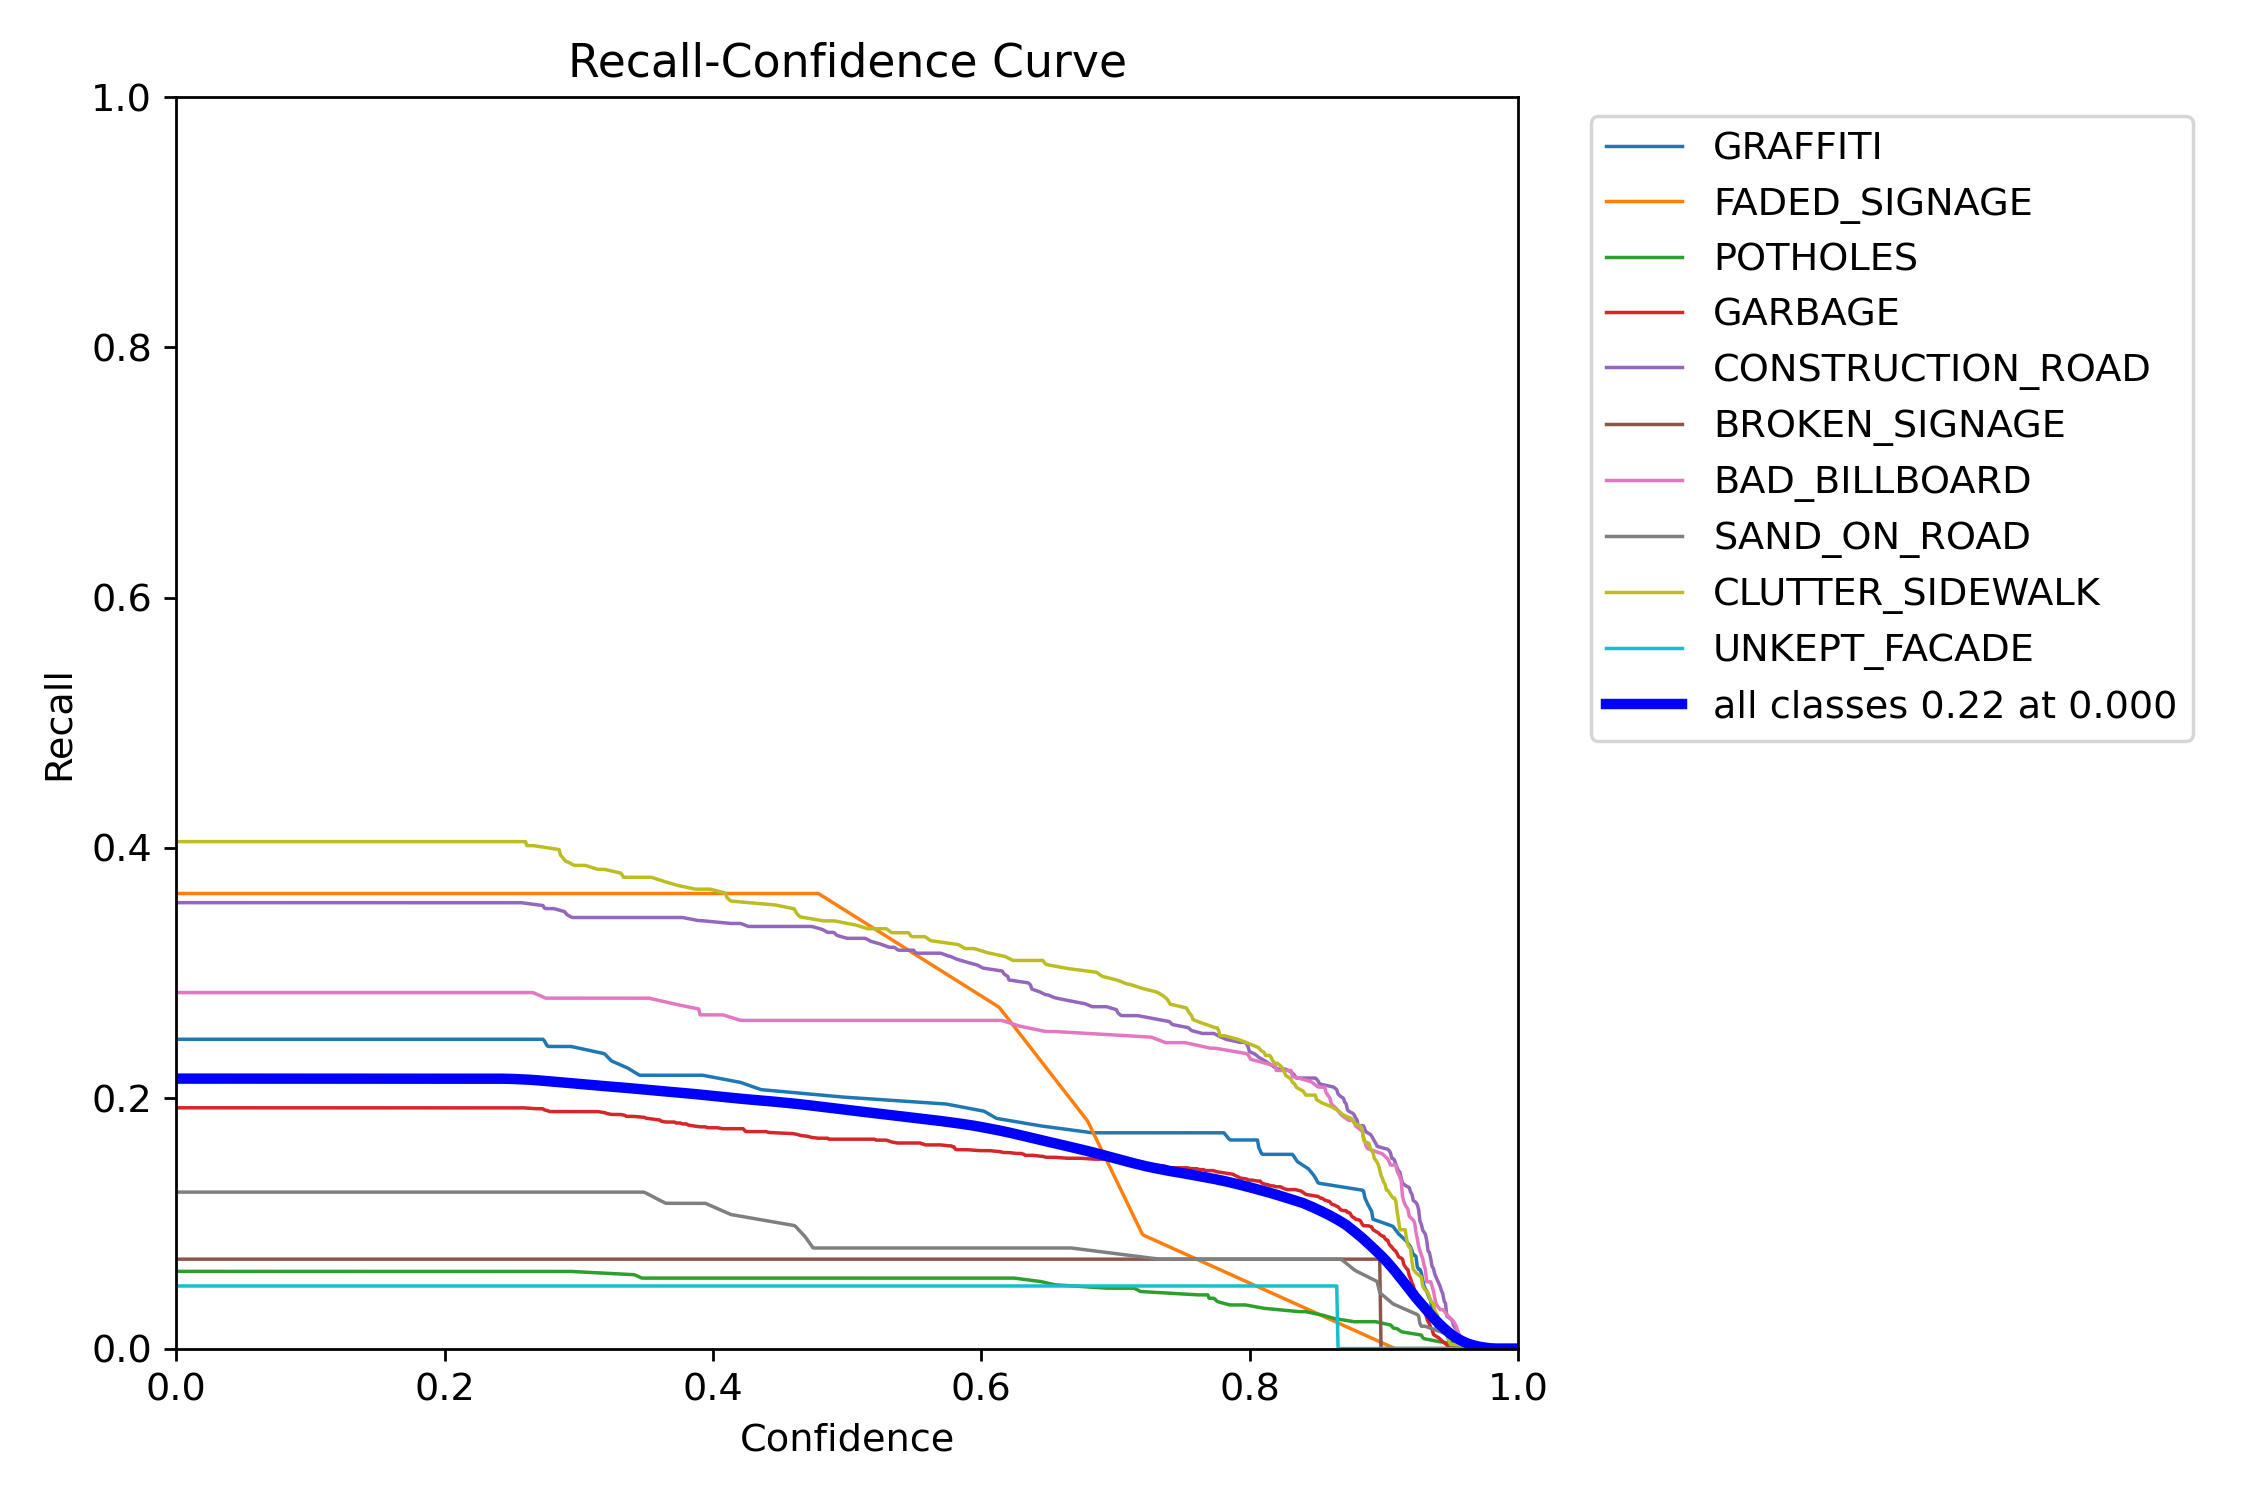 Recall-Confidence Curve
1.0
0.8
0.6
0.4
0.2
0.0
Recall
0.0 0.2 0.4 0.6 0.8 1.0
Confidence
GRAFFITI
FADED_SIGNAGE
POTHOLES
GARBAGE
CONSTRUCTION_ROAD
BROKEN_SIGNAGE
BAD_BILLBOARD
SAND_ON_ROAD
CLUTTER_SIDEWALK
UNKEPT_FACADE
all classes 0.22 at 0.000